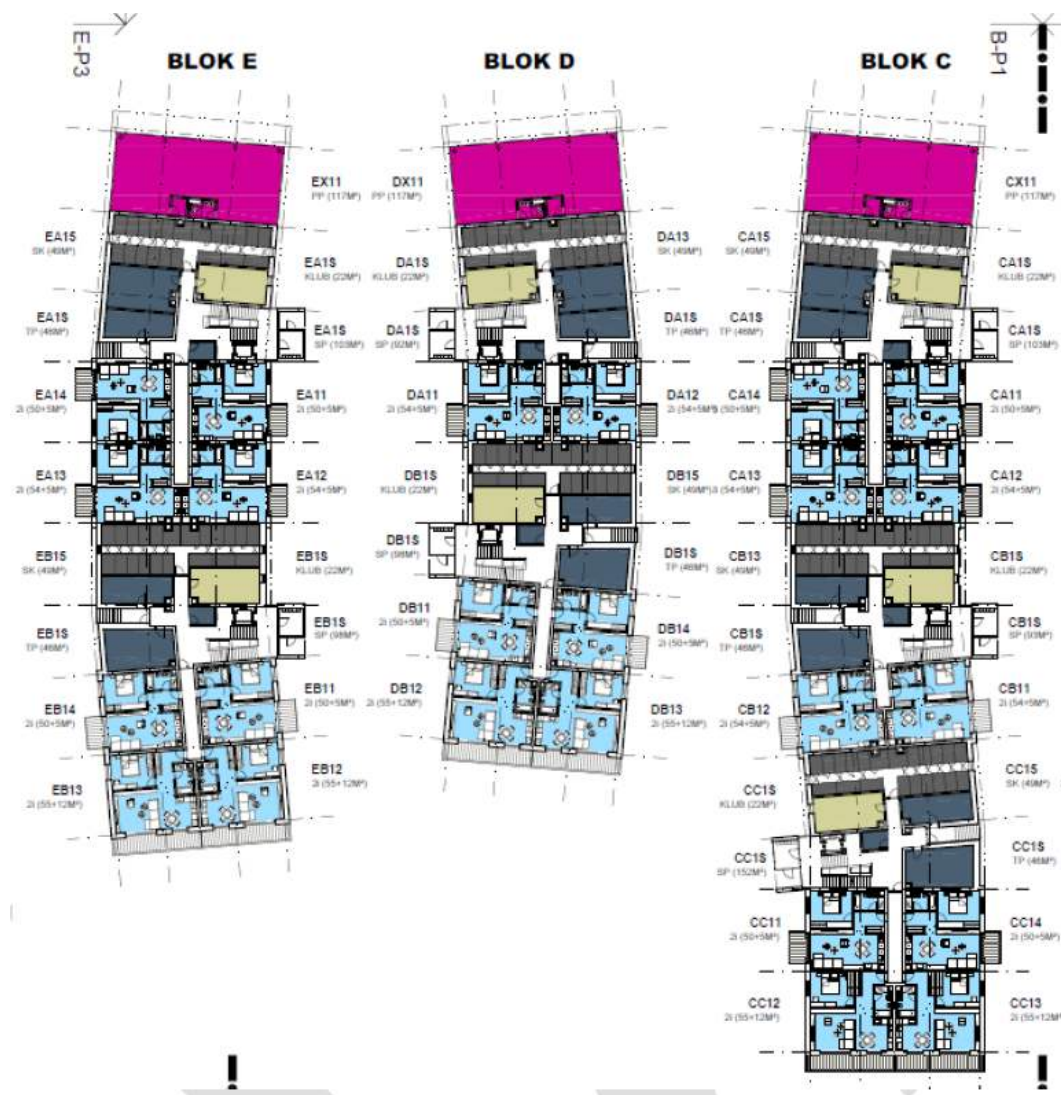 E-P3
BLOK E
BLOK D
BLOK C
B-P1
EX11
PP (117M²)
DX11
PP (117M²)
CX11
PP (117M²)
EA15
SK (49M²)
DA13
SK (49M²)
CA15
SK (49M²)
EA1S
KLUB (22M²)
DA1S
KLUB (22M²)
CA1S
KLUB (22M²)
EA1S
TP (46M²)
EA1S
SP (103M²)
DA1S
SP (92M²)
DA1S
TP (46M²)
CA1S
TP (46M²)
CA1S
SP (103M²)
EA14
2i (50+5M²)
EA11
2i (50+5M²)
DA11
2i (54+5M²)
DA12
2i (54+5M²)
CA14
(50+5M²)
CA11
2i (50+5M²)
EA13
2i (54+5M²)
EA12
2i (54+5M²)
DB1S
KLUB (22M²)
DB15
SK (49M²)
CA13
(54+5M²)
CA12
2i (54+5M²)
EB15
SK (49M²)
EB1S
KLUB (22M²)
DB1S
SP (98M²)
DB1S
TP (46M²)
CB13
SK (49M²)
CB1S
KLUB (22M²)
EB1S
TP (46M²)
EB1S
SP (98M²)
DB11
2i (50+5M²)
DB14
2i (50+5M²)
CB1S
TP (46M²)
CB1S
SP (93M²)
EB14
2i (50+5M²)
EB11
2i (50+5M²)
DB12
2i (55+12M²)
DB13
2i (55+12M²)
CB12
2i (54+5M²)
CB11
2i (54+5M²)
EB13
2i (55+12M²)
EB12
2i (55+12M²)
CC1S
KLUB (22M²)
CC15
SK (49M²)
CC1S
SP (152M²)
CC1S
TP (46M²)
CC11
2i (50+5M²)
CC14
2i (50+5M²)
CC12
2i (55+12M²)
CC13
2i (55+12M²)